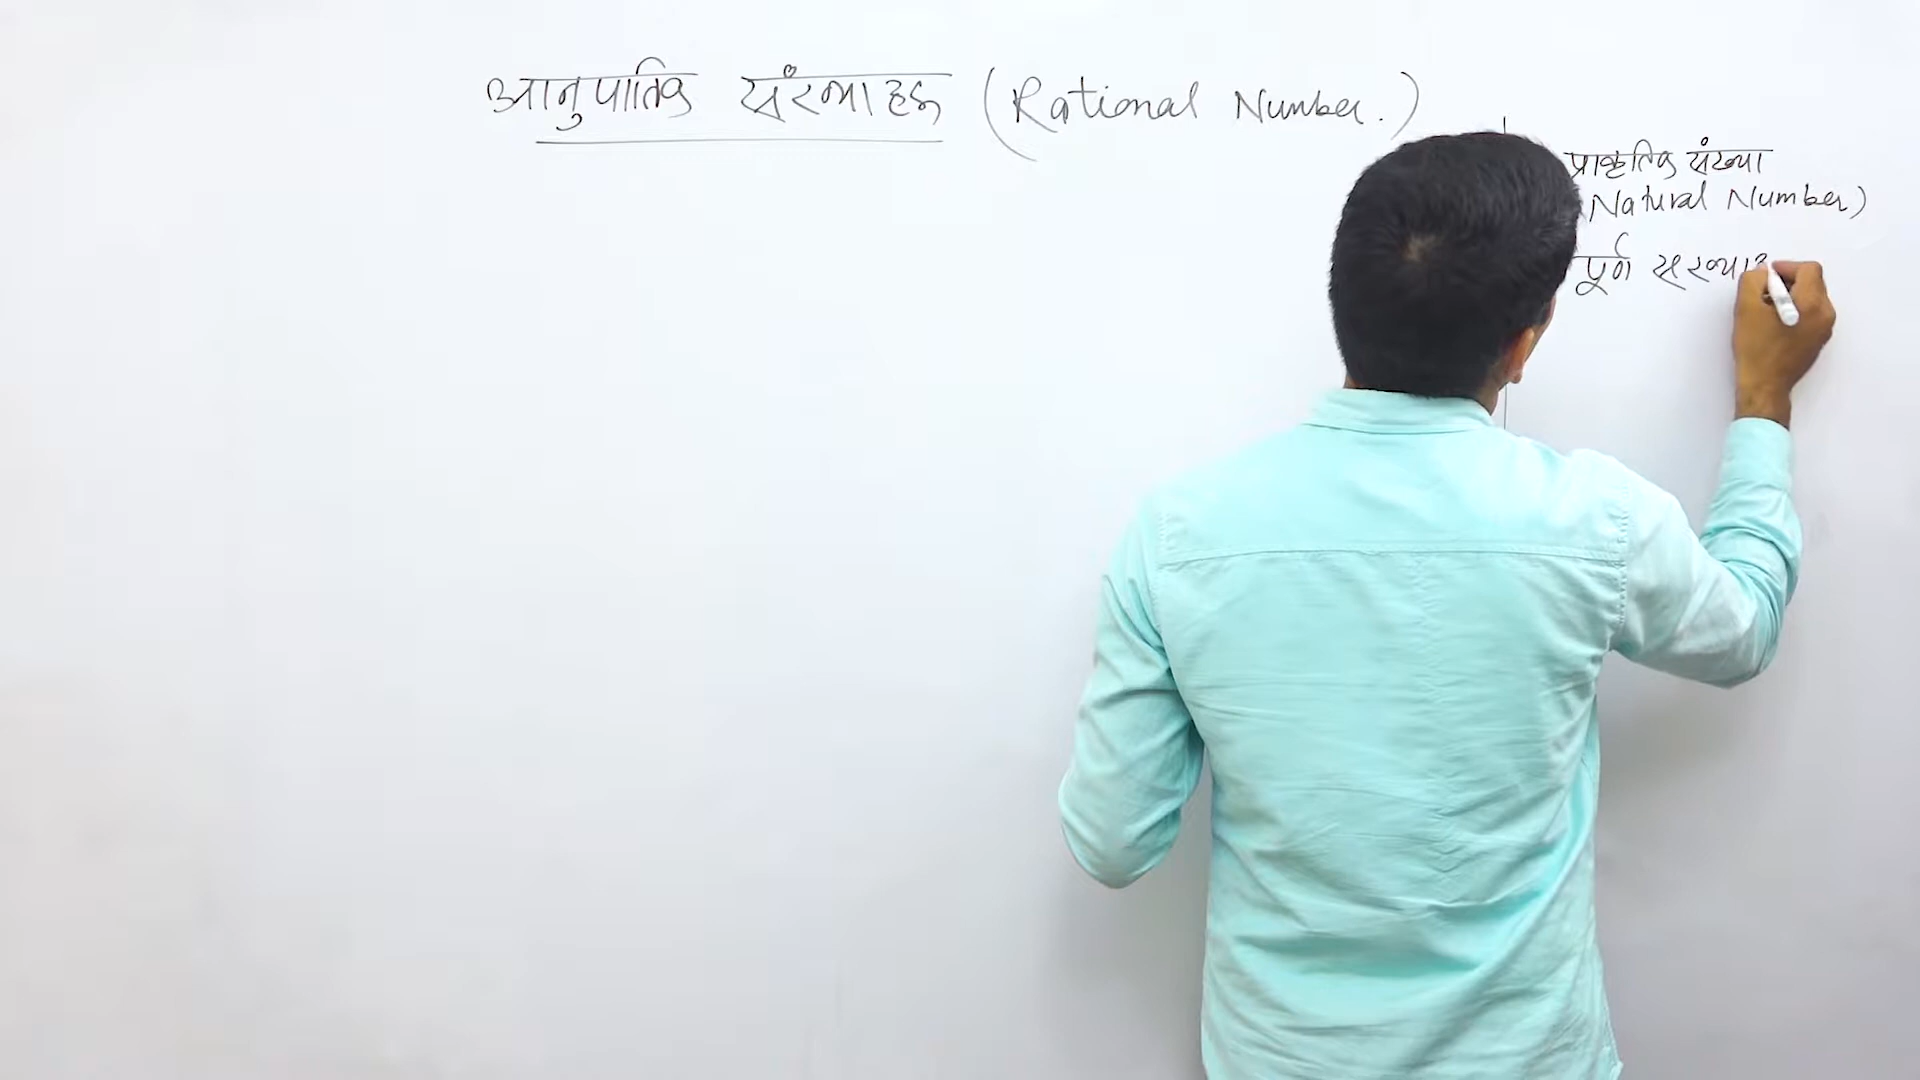 आनुपातिक संख्याहरू (Rational Number.)
प्राकृतिक संख्या
Natural Number)
पूर्ण संख्या